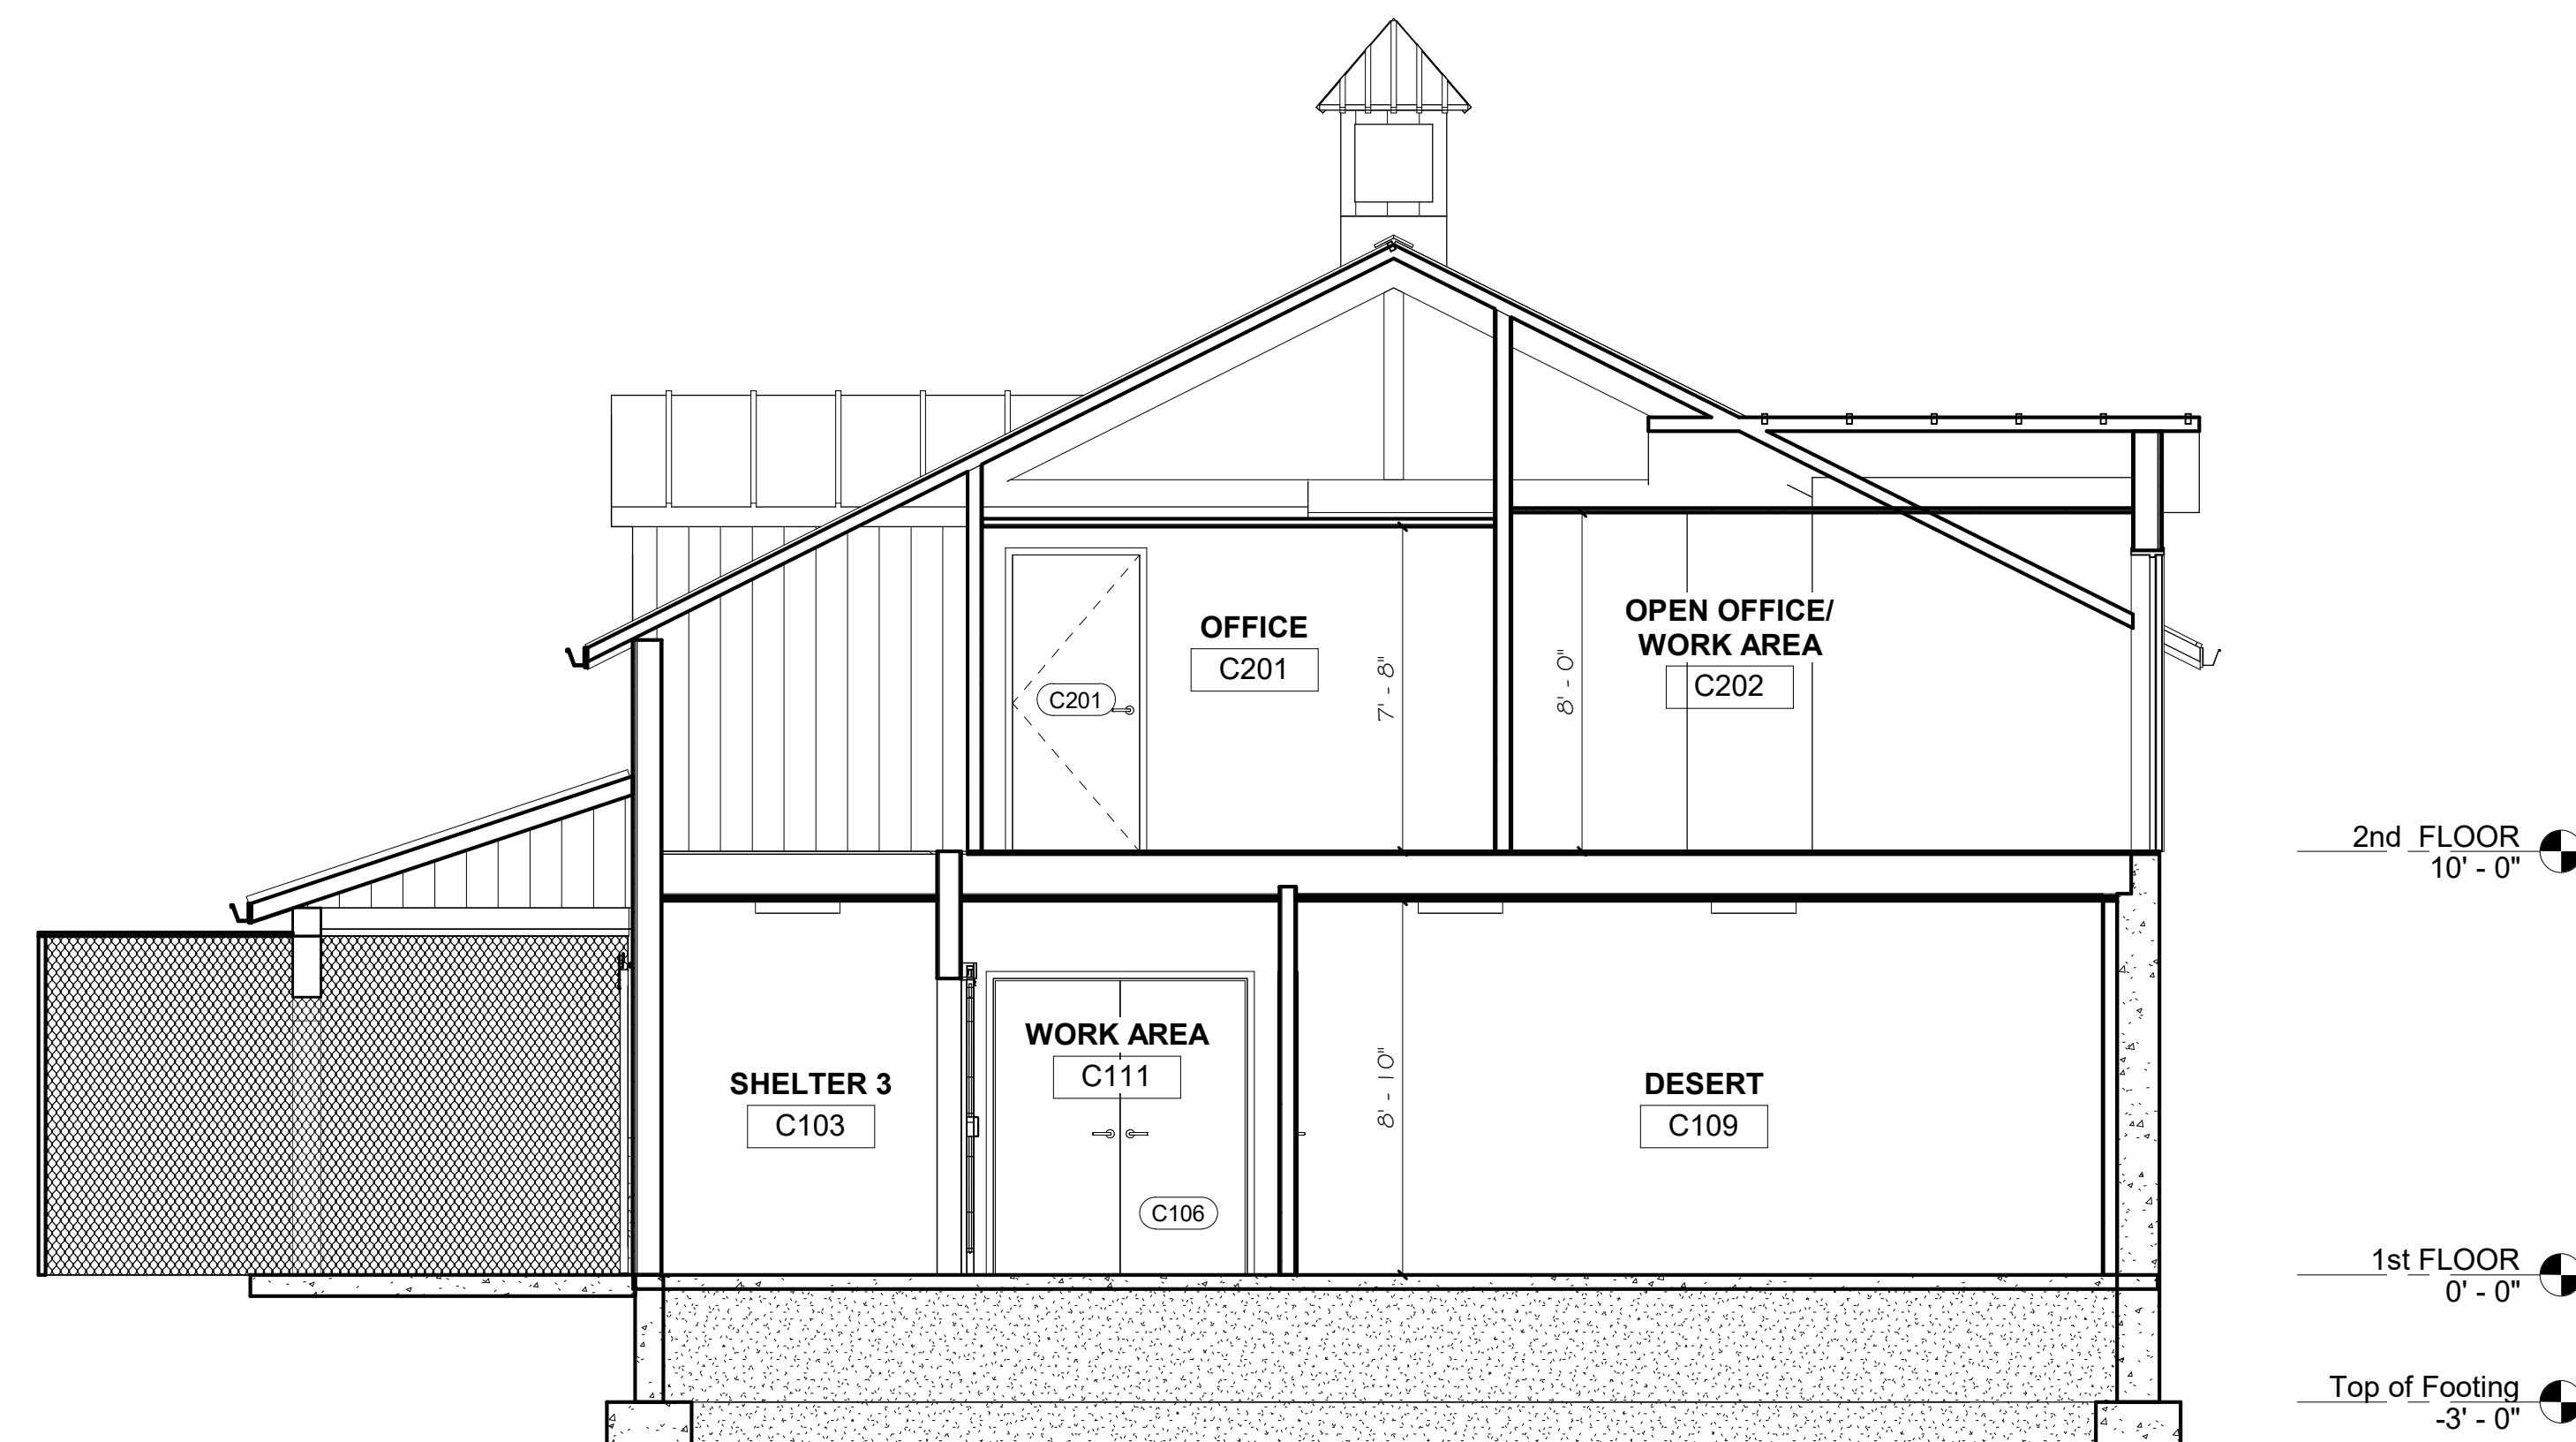 OFFICE
C201
C201
7' - 8"
8' - 0"
OPEN OFFICE/
WORK AREA
C202
2nd FLOOR
10' - 0"
SHELTER 3
C103
WORK AREA
C111
C106
8' - 10"
DESERT
C109
1st FLOOR
0' - 0"
Top of Footing
-3' - 0"